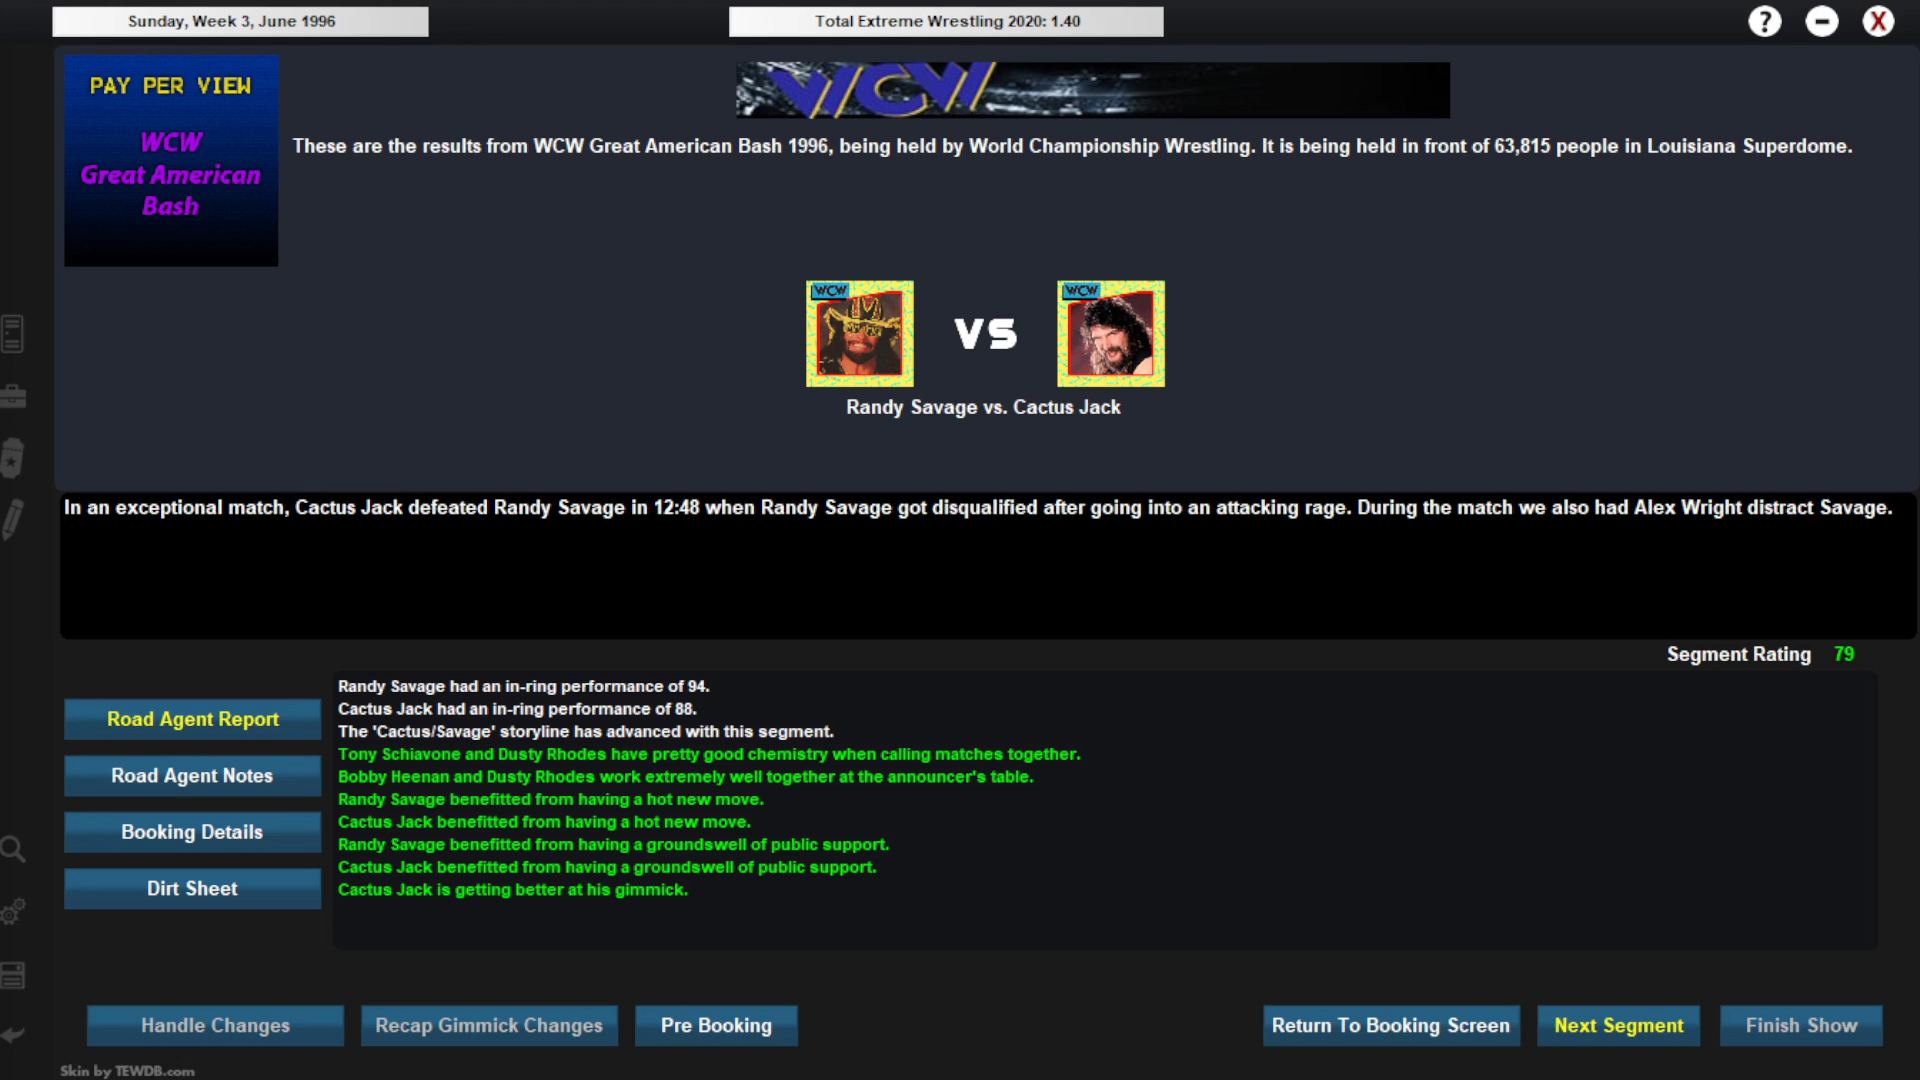 Sunday, Week 3, June 1996
Total Extreme Wrestling 2020: 1.40
?
X
PAY PER VIEW
WCW
Great American
Bash
WCW
These are the results from WCW Great American Bash 1996, being held by World Championship Wrestling. It is being held in front of 63,815 people in Louisiana Superdome.
WCW
VS
WCW
Randy Savage vs. Cactus Jack
In an exceptional match, Cactus Jack defeated Randy Savage in 12:48 when Randy Savage got disqualified after going into an attacking rage. During the match we also had Alex Wright distract Savage.
Segment Rating 79
Road Agent Report
Road Agent Notes
Booking Details
Dirt Sheet
Randy Savage had an in-ring performance of 94.
Cactus Jack had an in-ring performance of 88.
The 'Cactus/Savage' storyline has advanced with this segment.
Tony Schiavone and Dusty Rhodes have pretty good chemistry when calling matches together.
Bobby Heenan and Dusty Rhodes work extremely well together at the announcer's table.
Randy Savage benefitted from having a hot new move.
Cactus Jack benefitted from having a hot new move.
Randy Savage benefitted from having a groundswell of public support.
Cactus Jack benefitted from having a groundswell of public support.
Cactus Jack is getting better at his gimmick.
Handle Changes
Recap Gimmick Changes
Pre Booking
Return To Booking Screen
Next Segment
Finish Show
Skin by TEWDB.com